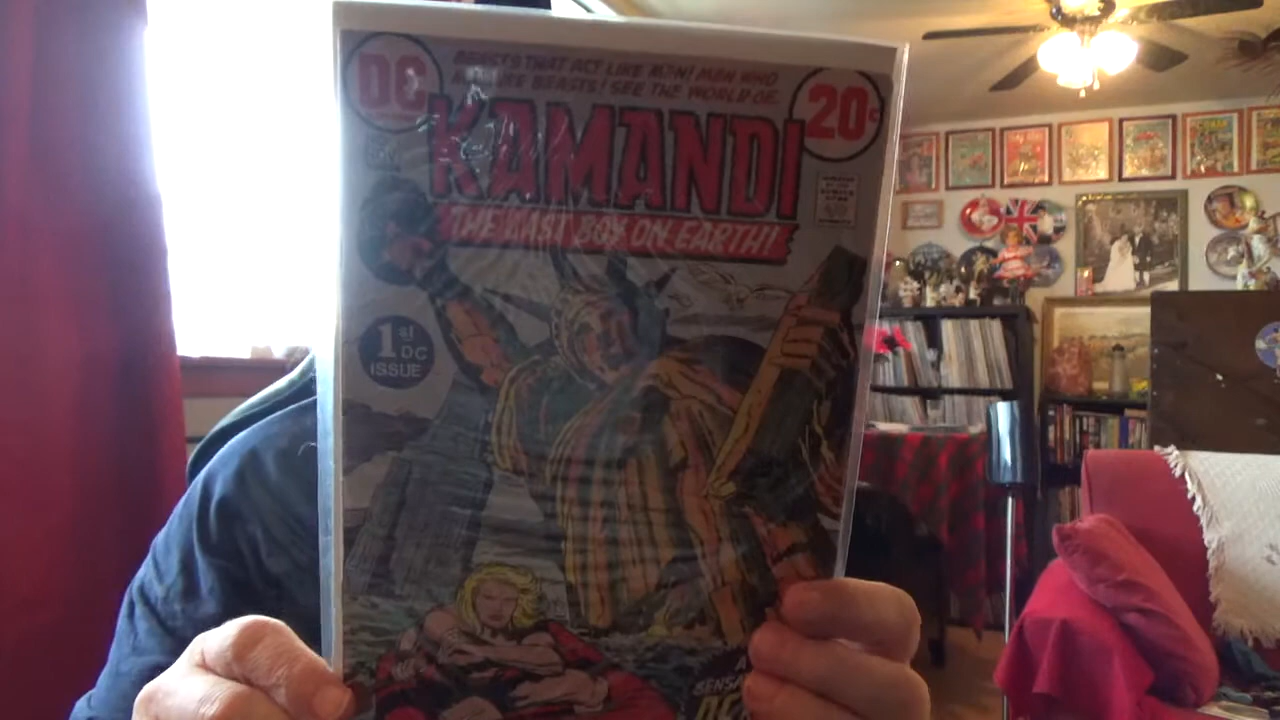 DC
BEASTS THAT ACT LIKE MEN! MEN WHO
ACT LIKE BEASTS! SEE THE WORLD OF...
20¢
KAMANDI
THE LAST BOY ON EARTH!
1st
DC
ISSUE
A
SENSA